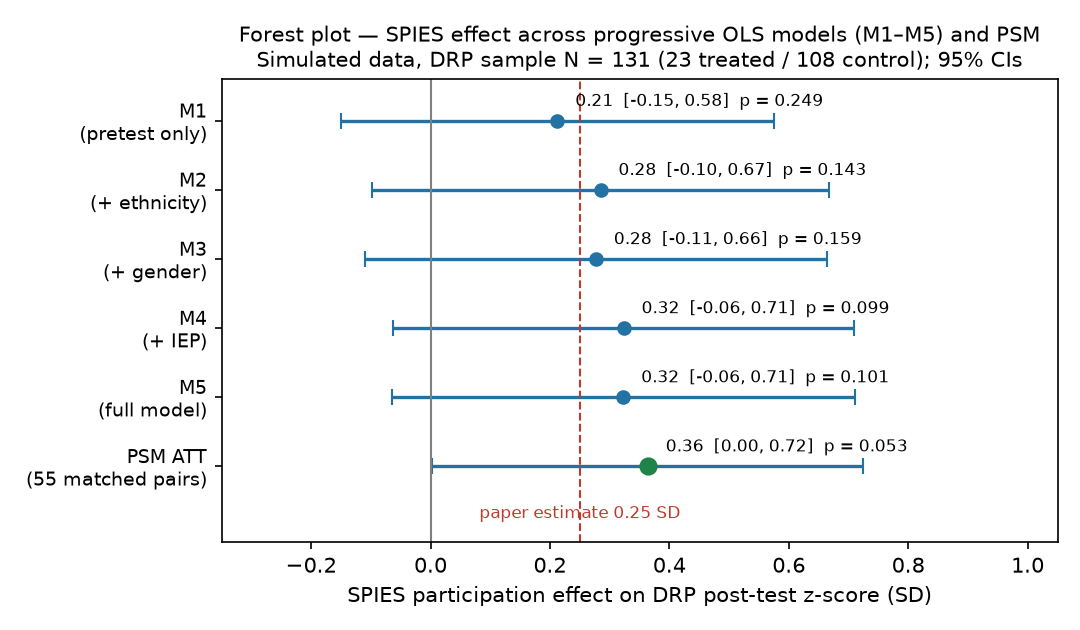 Forest plot — SPIES effect across progressive OLS models (M1–M5) and PSM
Simulated data, DRP sample N = 131 (23 treated / 108 control); 95% CIs
M1
(pretest only)
0.21  [-0.15, 0.58]  p = 0.249
M2
(+ ethnicity)
0.28  [-0.10, 0.67]  p = 0.143
M3
(+ gender)
0.28  [-0.11, 0.66]  p = 0.159
M4
(+ IEP)
0.32  [-0.06, 0.71]  p = 0.099
M5
(full model)
0.32  [-0.06, 0.71]  p = 0.101
PSM ATT
(55 matched pairs)
0.36  [0.00, 0.72]  p = 0.053
paper estimate 0.25 SD
−0.2 0.0 0.2 0.4 0.6 0.8 1.0
SPIES participation effect on DRP post-test z-score (SD)